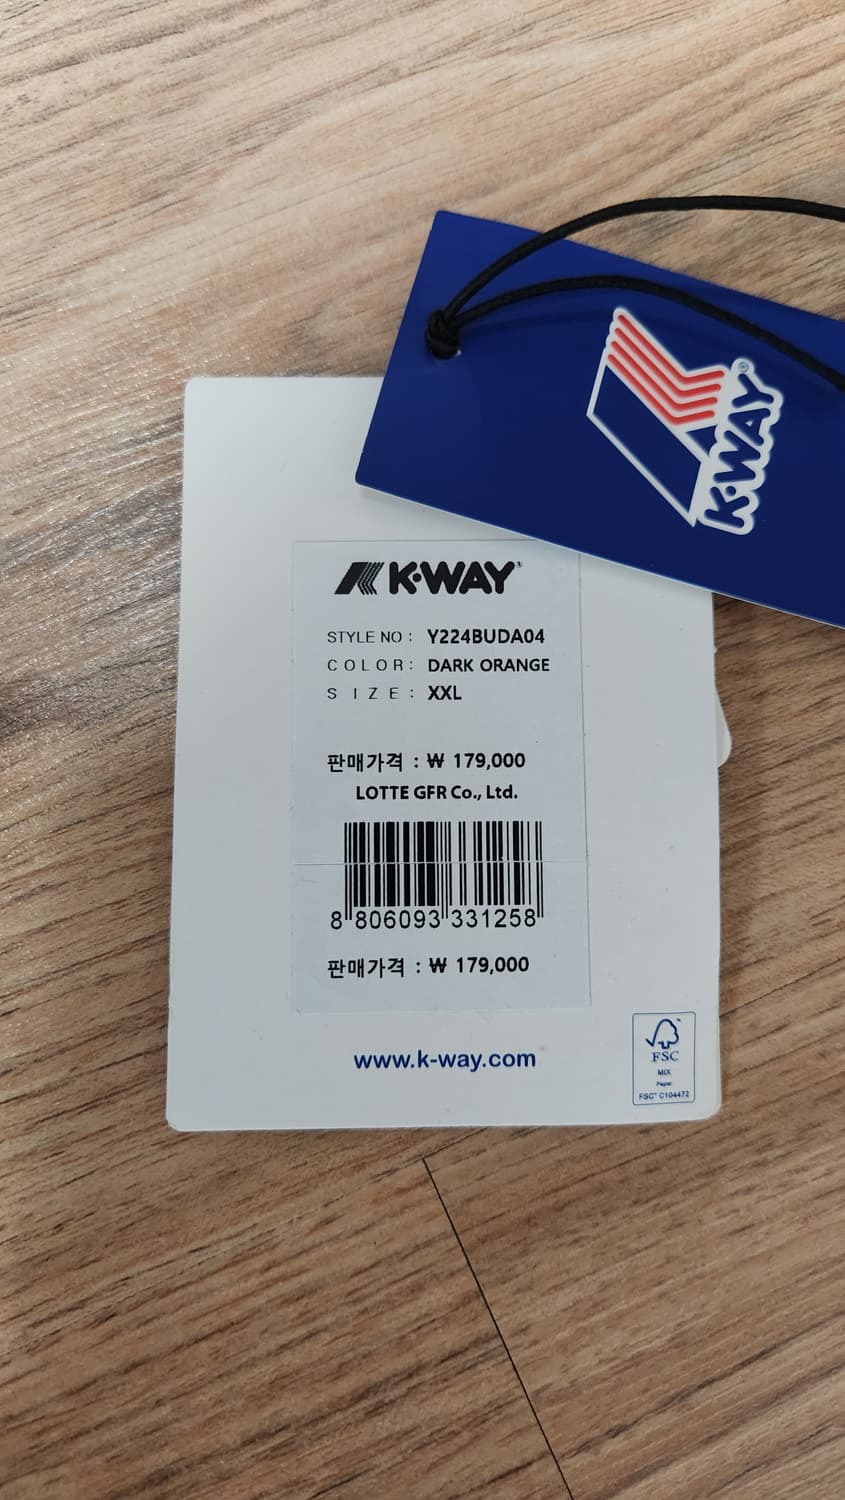 K·WAY®
K·WAY®
STYLE NO : Y224BUDA04
COLOR: DARK ORANGE
SIZE: XXL
판매가격 : ₩ 179,000
LOTTE GFR Co., Ltd.
8 806093 331258
판매가격 : ₩ 179,000
www.k-way.com
FSC
MIX
Paper
FSC® C104472